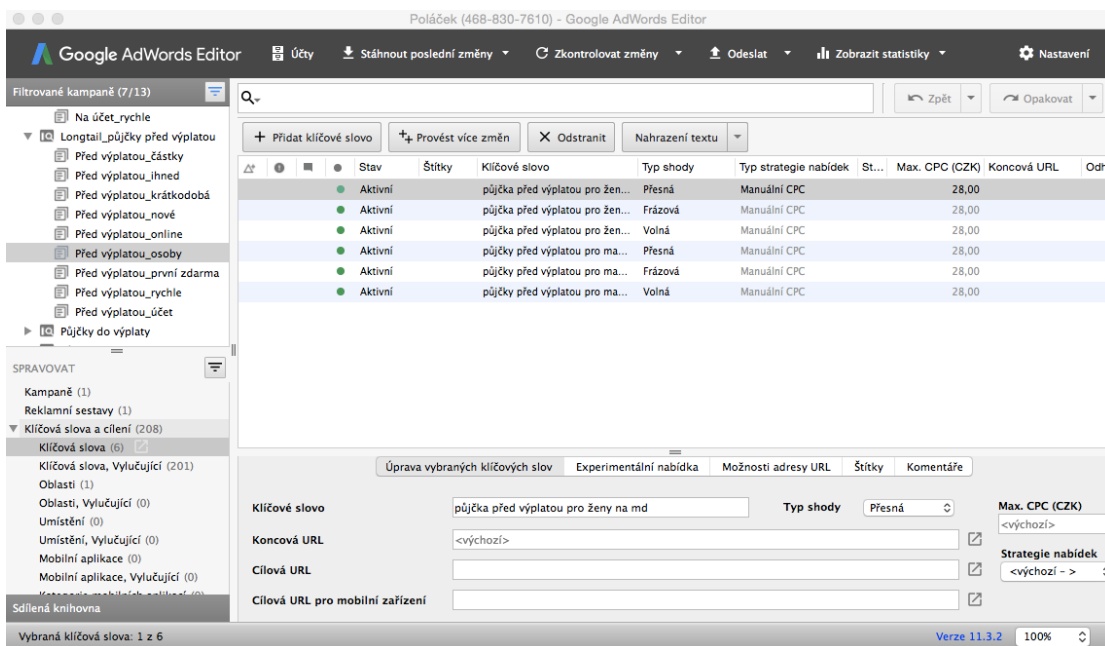 Poláček (468-830-7610) - Google AdWords Editor
Google AdWords Editor Účty Stáhnout poslední změny Zkontrolovat změny Odeslat Zobrazit statistiky Nastavení
Filtrované kampaně (7/13)
Zpět Opakovat
Na účet_rychle
Longtail_půjčky před výplatou
Před výplatou_částky
Před výplatou_ihned
Před výplatou_krátkodobá
Před výplatou_nové
Před výplatou_online
Před výplatou_osoby
Před výplatou_první zdarma
Před výplatou_rychle
Před výplatou_účet
Půjčky do výplaty
+ Přidat klíčové slovo Provést více změn Odstranit Nahrazení textu
Stav Štítky Klíčové slovo Typ shody Typ strategie nabídek St... Max. CPC (CZK) Koncová URL Odh
Aktivní půjčka před výplatou pro žen... Přesná Manuální CPC 28,00
Aktivní půjčka před výplatou pro žen... Frázová Manuální CPC 28,00
Aktivní půjčka před výplatou pro žen... Volná Manuální CPC 28,00
Aktivní půjčky před výplatou pro ma... Přesná Manuální CPC 28,00
Aktivní půjčky před výplatou pro ma... Frázová Manuální CPC 28,00
Aktivní půjčky před výplatou pro ma... Volná Manuální CPC 28,00
SPRAVOVAT
Kampaně (1)
Reklamní sestavy (1)
Klíčová slova a cílení (208)
Klíčová slova (6)
Klíčová slova, Vylučující (201)
Oblasti (1)
Oblasti, Vylučující (0)
Umístění (0)
Umístění, Vylučující (0)
Mobilní aplikace (0)
Mobilní aplikace, Vylučující (0)
Sdílená knihovna
Úprava vybraných klíčových slov Experimentální nabídka Možnosti adresy URL Štítky Komentáře
Klíčové slovo půjčka před výplatou pro ženy na md Typ shody Přesná
Max. CPC (CZK)
<výchozí>
Koncová URL <výchozí>
Strategie nabídek
<výchozí - >
Cílová URL
Cílová URL pro mobilní zařízení
Vybraná klíčová slova: 1 z 6 Verze 11.3.2 100%